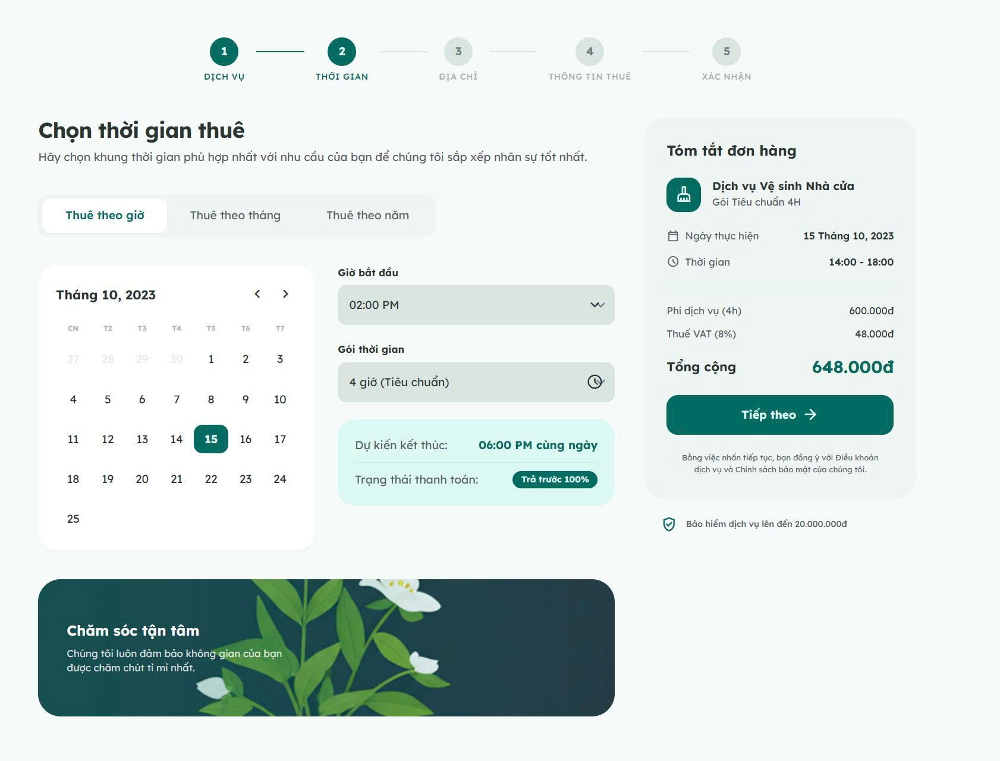 1
2
3
4
5
DỊCH VỤ
THỜI GIAN
ĐỊA CHỈ
THÔNG TIN THUÊ
XÁC NHẬN
Chọn thời gian thuê
Hãy chọn khung thời gian phù hợp nhất với nhu cầu của bạn để chúng tôi sắp xếp nhân sự tốt nhất.
Thuê theo giờ
Thuê theo tháng
Thuê theo năm
Tháng 10, 2023
CN T2 T3 T4 T5 T6 T7
27 28 29 30 1 2 3
4 5 6 7 8 9 10
11 12 13 14 15 16 17
18 19 20 21 22 23 24
25
Giờ bắt đầu
02:00 PM
Gói thời gian
4 giờ (Tiêu chuẩn)
Dự kiến kết thúc: 06:00 PM cùng ngày
Trạng thái thanh toán: Trả trước 100%
Chăm sóc tận tâm
Chúng tôi luôn đảm bảo không gian của bạn
được chăm chút tỉ mỉ nhất.
Tóm tắt đơn hàng
Dịch vụ Vệ sinh Nhà cửa
Gói Tiêu chuẩn 4H
Ngày thực hiện 15 Tháng 10, 2023
Thời gian 14:00 - 18:00
Phí dịch vụ (4h) 600.000đ
Thuế VAT (8%) 48.000đ
Tổng cộng 648.000đ
Tiếp theo
Bằng việc nhấn tiếp tục, bạn đồng ý với Điều khoản
dịch vụ và Chính sách bảo mật của chúng tôi.
Bảo hiểm dịch vụ lên đến 20.000.000đ